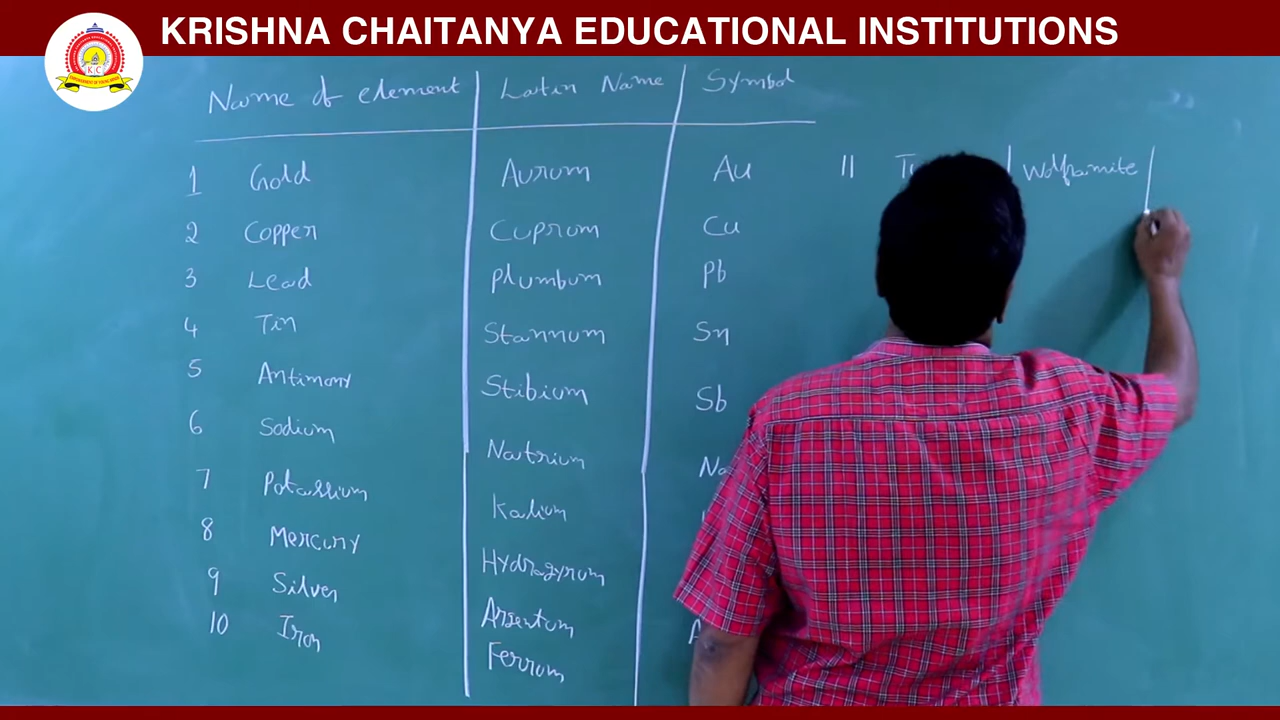 KRISHNA CHAITANYA EDUCATIONAL INSTITUTIONS
K C
Name of element Latin Name Symbol
1 Gold Aurum Au
2 Copper Cuprum Cu
3 Lead Plumbum Pb
4 Tin Stannum Sn
5 Antimony Stibium Sb
6 Sodium Natrium Na
7 Potassium Kalium
8 Mercury Hydragyrum
9 Silver Argentum A
10 Iron Ferrum
11 Tu Wolframite